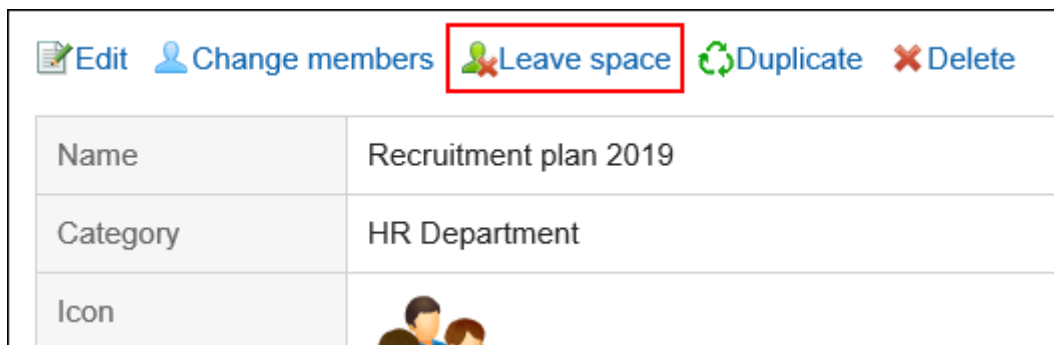 Edit Change members Leave space Duplicate Delete
Name Recruitment plan 2019
Category HR Department
Icon